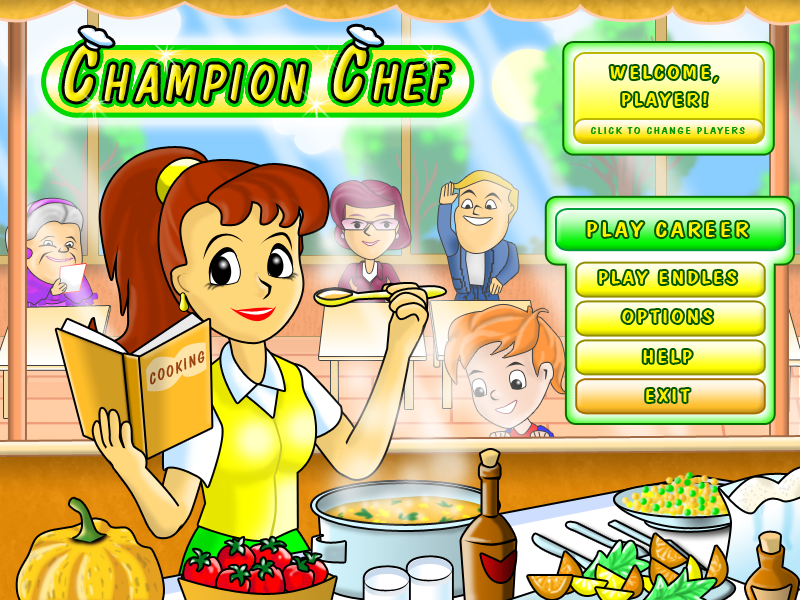 CHAMPION CHEF
WELCOME,
PLAYER!
CLICK TO CHANGE PLAYERS
PLAY CAREER
PLAY ENDLES
OPTIONS
HELP
EXIT
COOKING